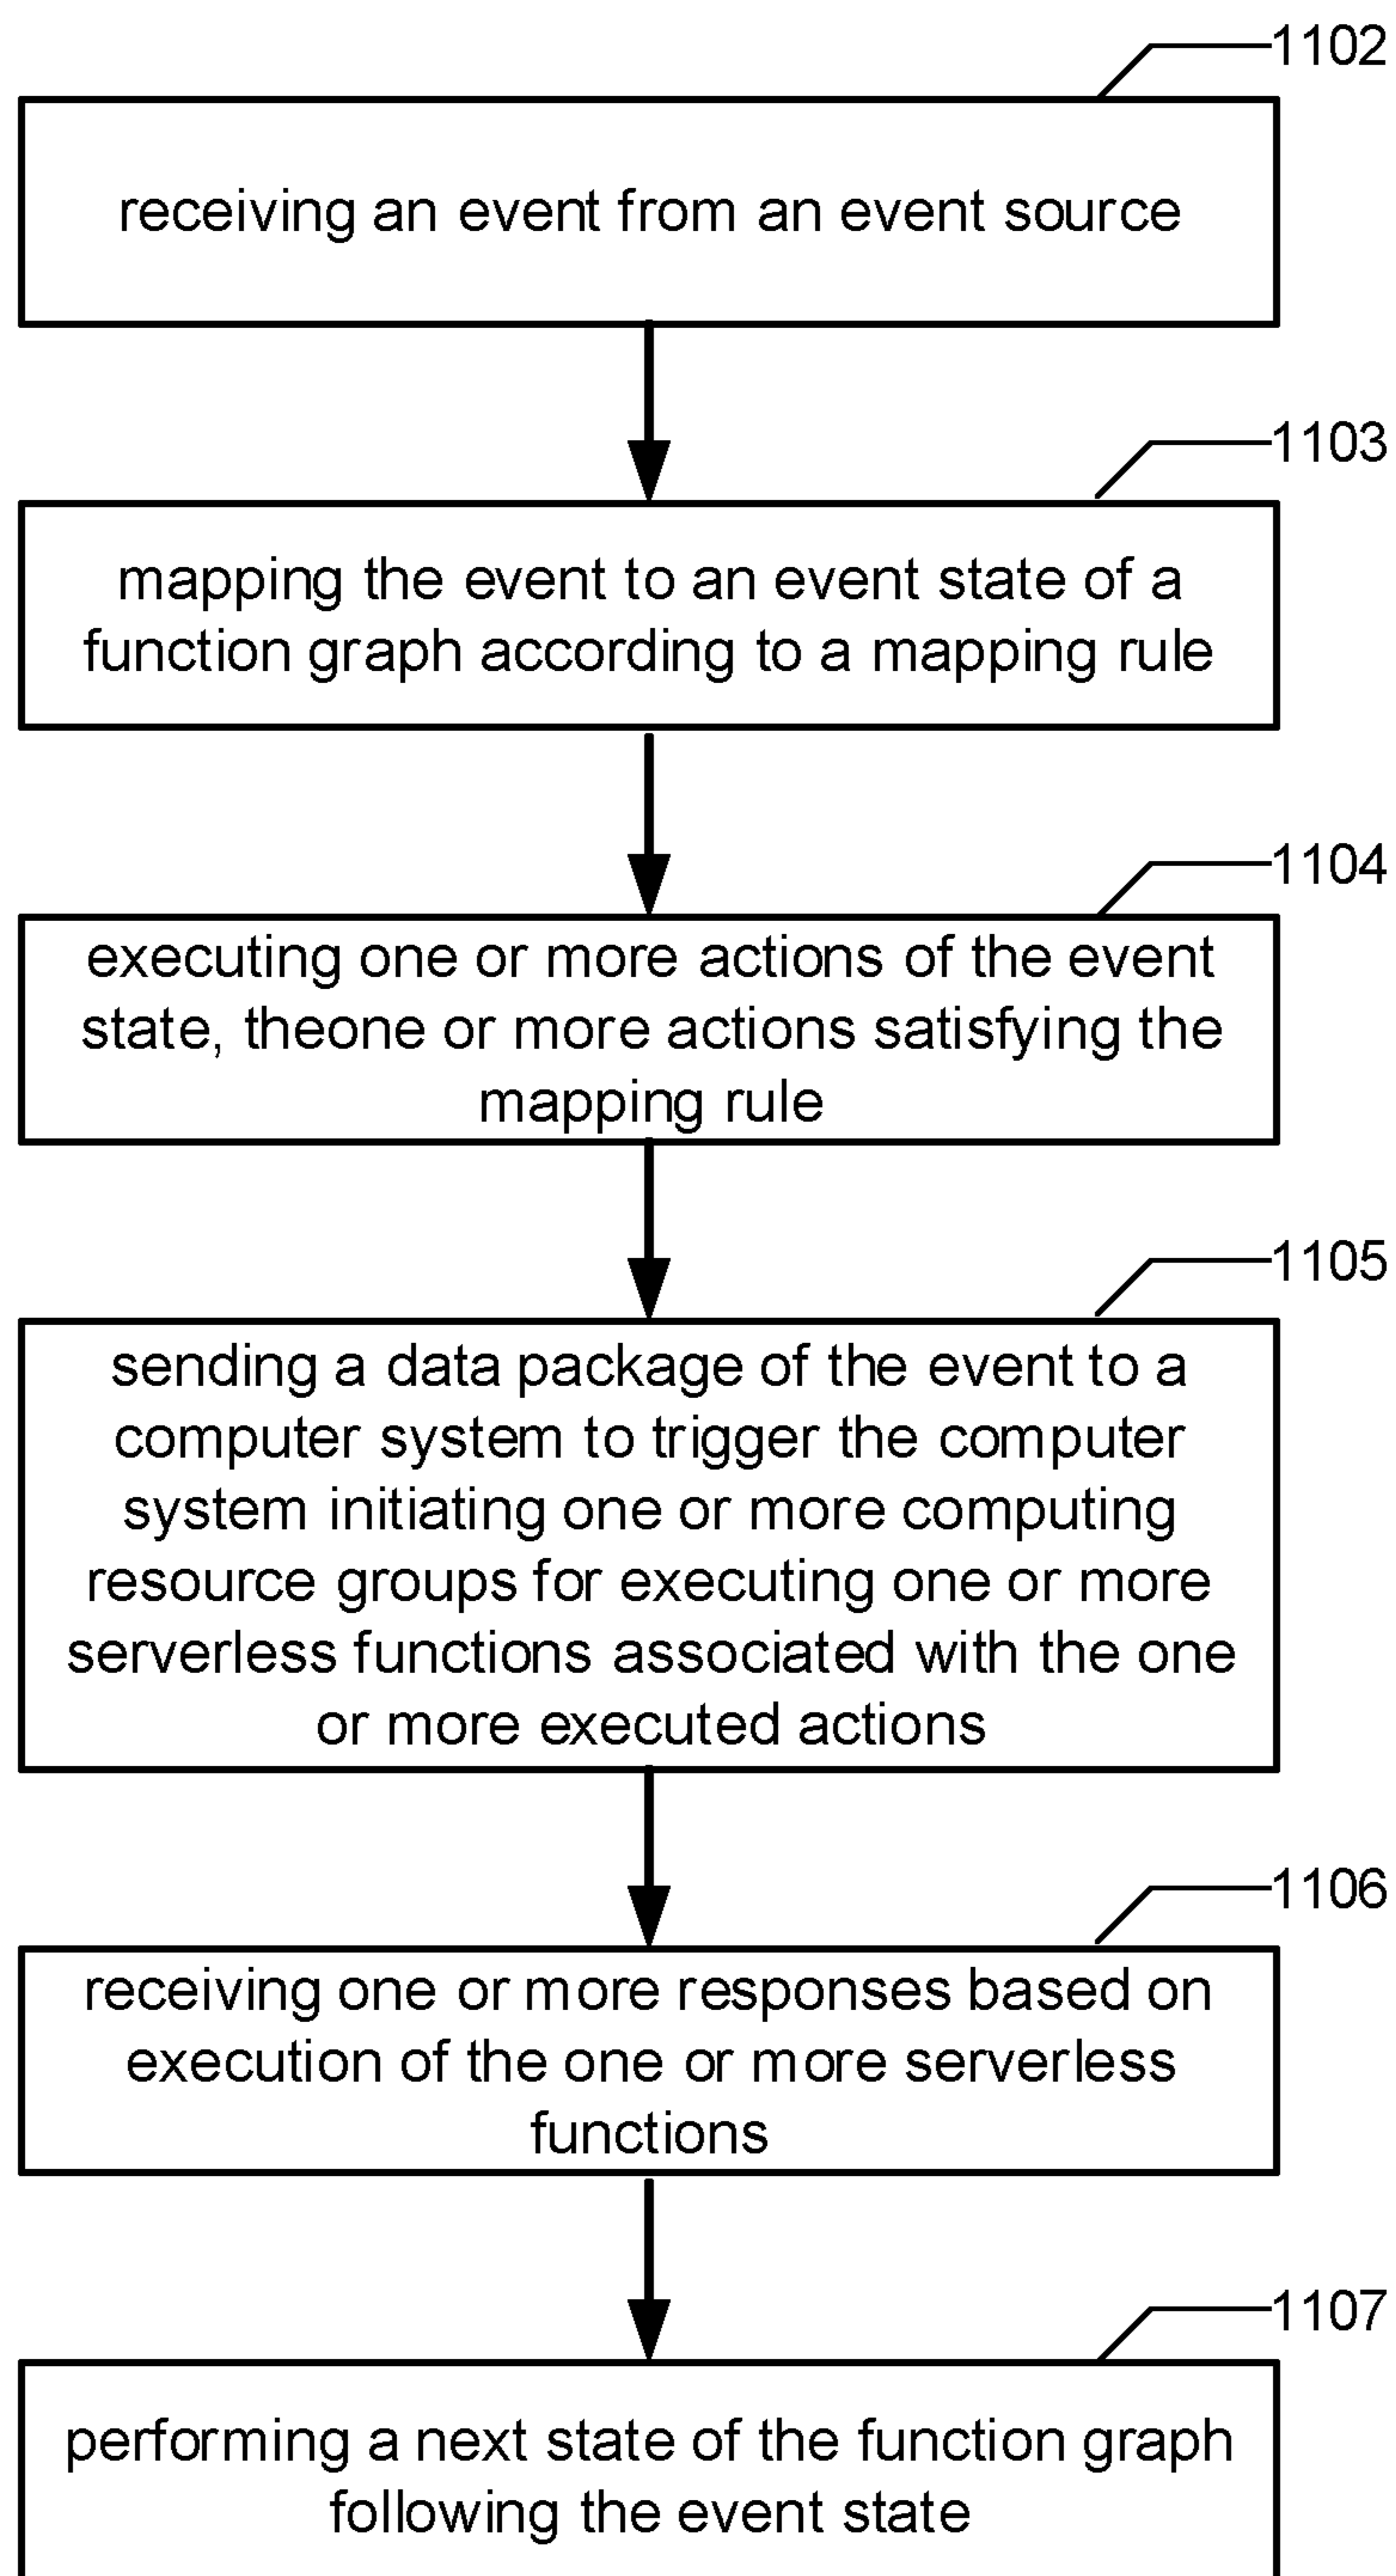 1102
receiving an event from an event source
1103
mapping the event to an event state of a
function graph according to a mapping rule
1104
executing one or more actions of the event
state, theone or more actions satisfying the
mapping rule
1105
sending a data package of the event to a
computer system to trigger the computer
system initiating one or more computing
resource groups for executing one or more
serverless functions associated with the one
or more executed actions
1106
receiving one or more responses based on
execution of the one or more serverless
functions
1107
performing a next state of the function graph
following the event state